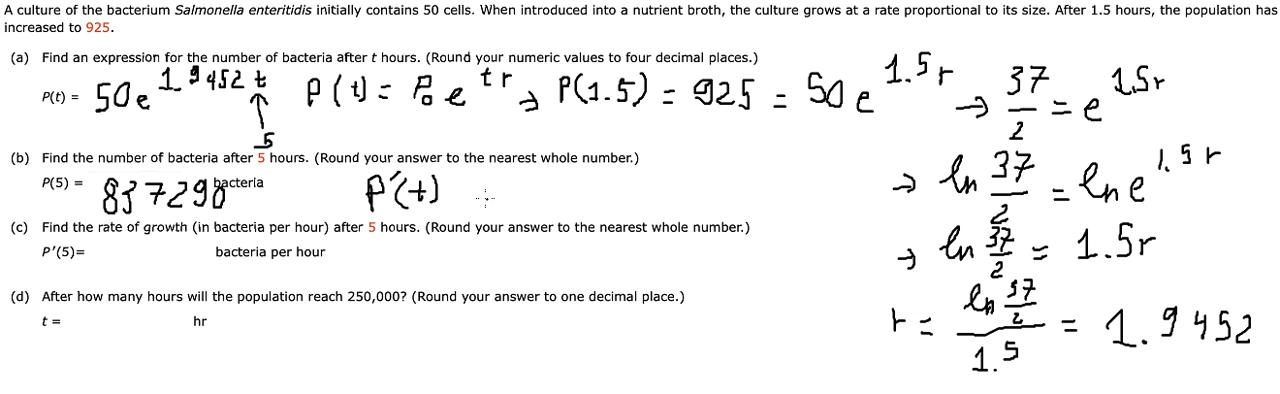 A culture of the bacterium Salmonella enteritidis initially contains 50 cells. When introduced into a nutrient broth, the culture grows at a rate proportional to its size. After 1.5 hours, the population has
increased to 925.
(a) Find an expression for the number of bacteria after t hours. (Round your numeric values to four decimal places.)
P(t) = 50e^1.9452t P(t) = P₀e^tr → P(1.5) = 925 = 50e^1.5r → 37/2 = e^1.5r
↑
5
(b) Find the number of bacteria after 5 hours. (Round your answer to the nearest whole number.)
P(5) = 837290 bacteria P'(t)
→ ln 37/2 = ln e^1.5r
(c) Find the rate of growth (in bacteria per hour) after 5 hours. (Round your answer to the nearest whole number.)
P'(5)= bacteria per hour
→ ln 37/2 = 1.5r
(d) After how many hours will the population reach 250,000? (Round your answer to one decimal place.)
t = hr
r = ln 37/2 / 1.5 = 1.9452